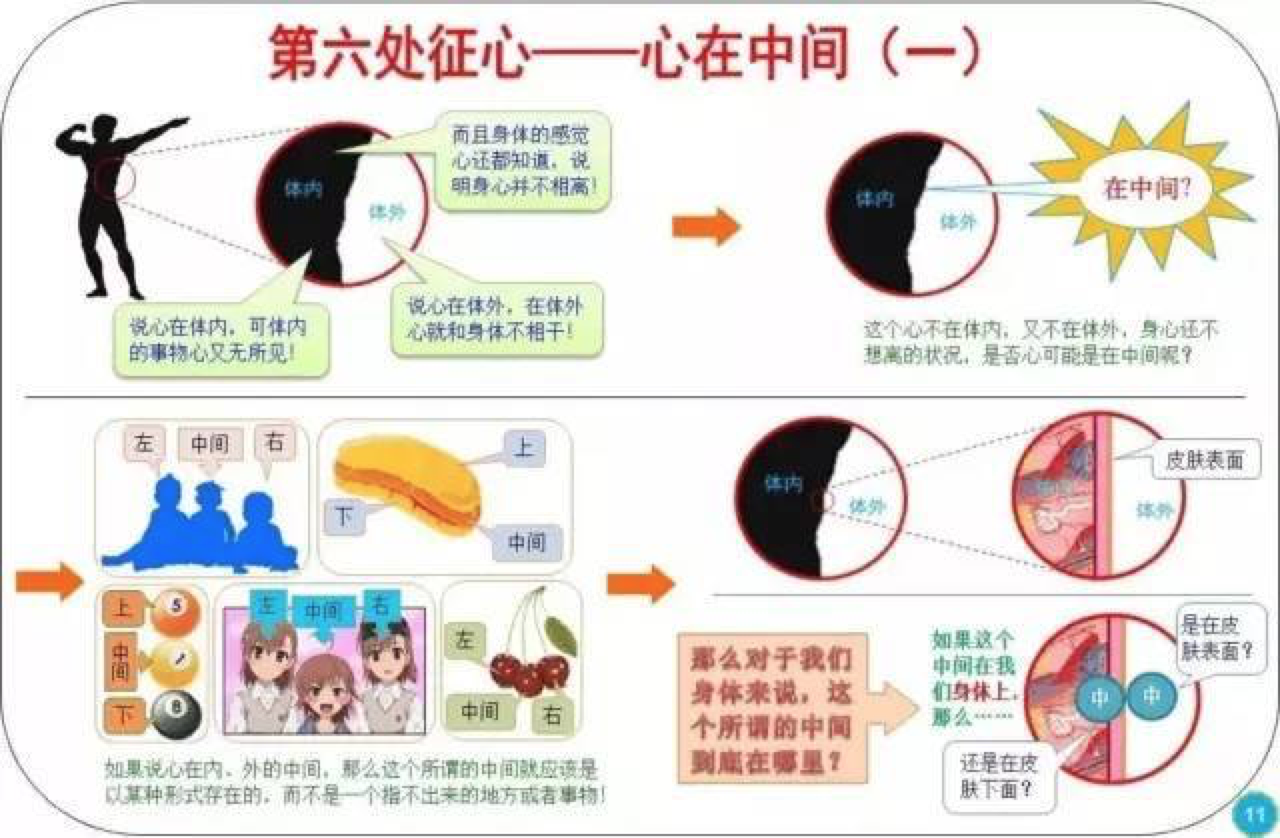 第六处征心——心在中间（一）
而且身体的感觉
心还都知道，说
明身心并不相离！
体内
体外
说心在体外，在体外
心就和身体不相干！
说心在体内，可体内
的事物心又无所见！
在中间？
体内
体外
这个心不在体内，又不在体外，身心还不
想离的状况，是否心可能是在中间呢？
左
中间
右
上
下
中间
上
5
中间
下
8
左
中间
右
左
中间
右
如果说心在内、外的中间，那么这个所谓的中间就应该是
以某种形式存在的，而不是一个指不出来的地方或者事物！
体内
体外
皮肤表面
体外
那么对于我们
身体来说，这
个所谓的中间
到底在哪里？
如果这个
中间在我
们身体上，
那么……
是在皮
肤表面？
中
中
还是在皮
肤下面？
11